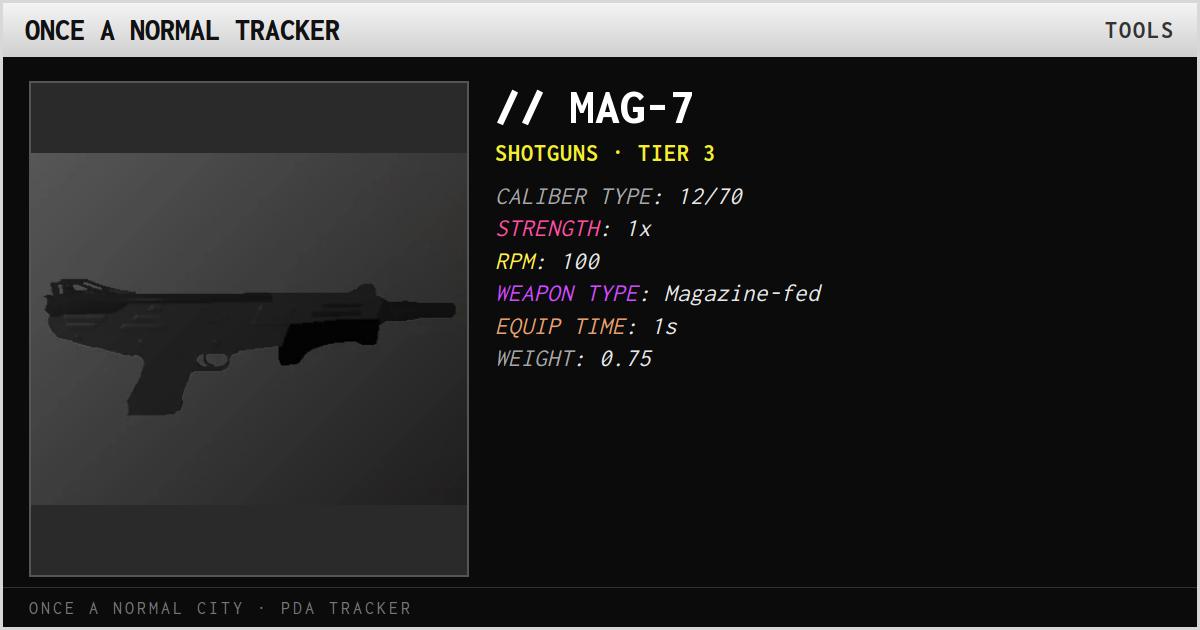 ONCE A NORMAL TRACKER
TOOLS
// MAG-7
SHOTGUNS · TIER 3
CALIBER TYPE: 12/70
STRENGTH: 1x
RPM: 100
WEAPON TYPE: Magazine-fed
EQUIP TIME: 1s
WEIGHT: 0.75
ONCE A NORMAL CITY · PDA TRACKER